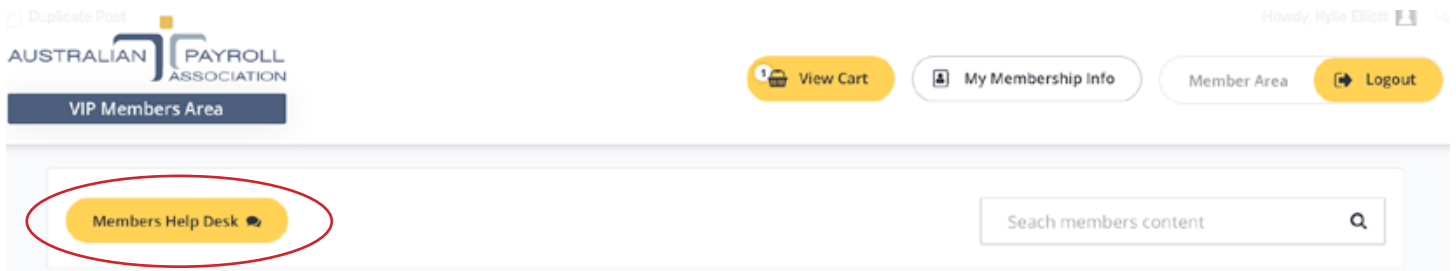 Duplicate Post
Howdy, Kylie Elliott
AUSTRALIAN PAYROLL
ASSOCIATION
VIP Members Area
1 View Cart
My Membership Info
Member Area
Logout
Members Help Desk
Seach members content